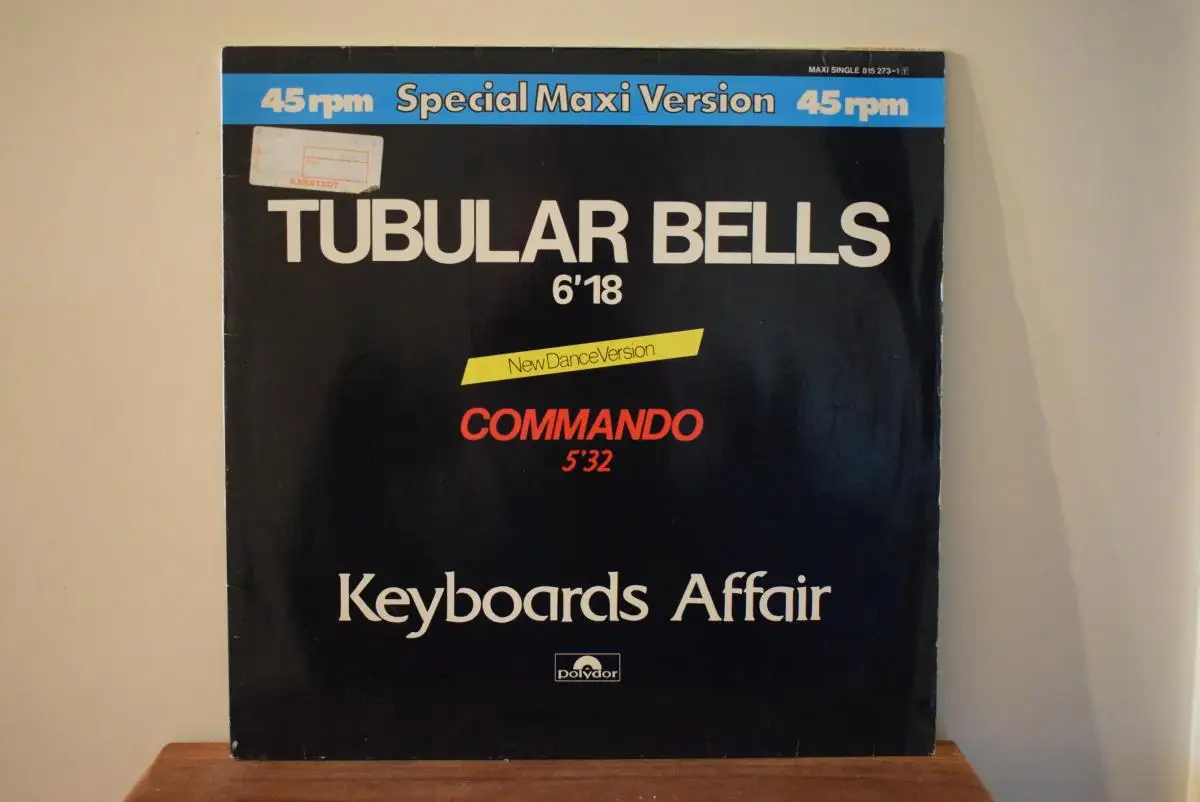 MAXI SINGLE 815 273-1
45 rpm Special Maxi Version 45 rpm
KARSTADT
TUBULAR BELLS
6'18
New Dance Version
COMMANDO
5'32
Keyboards Affair
polydor